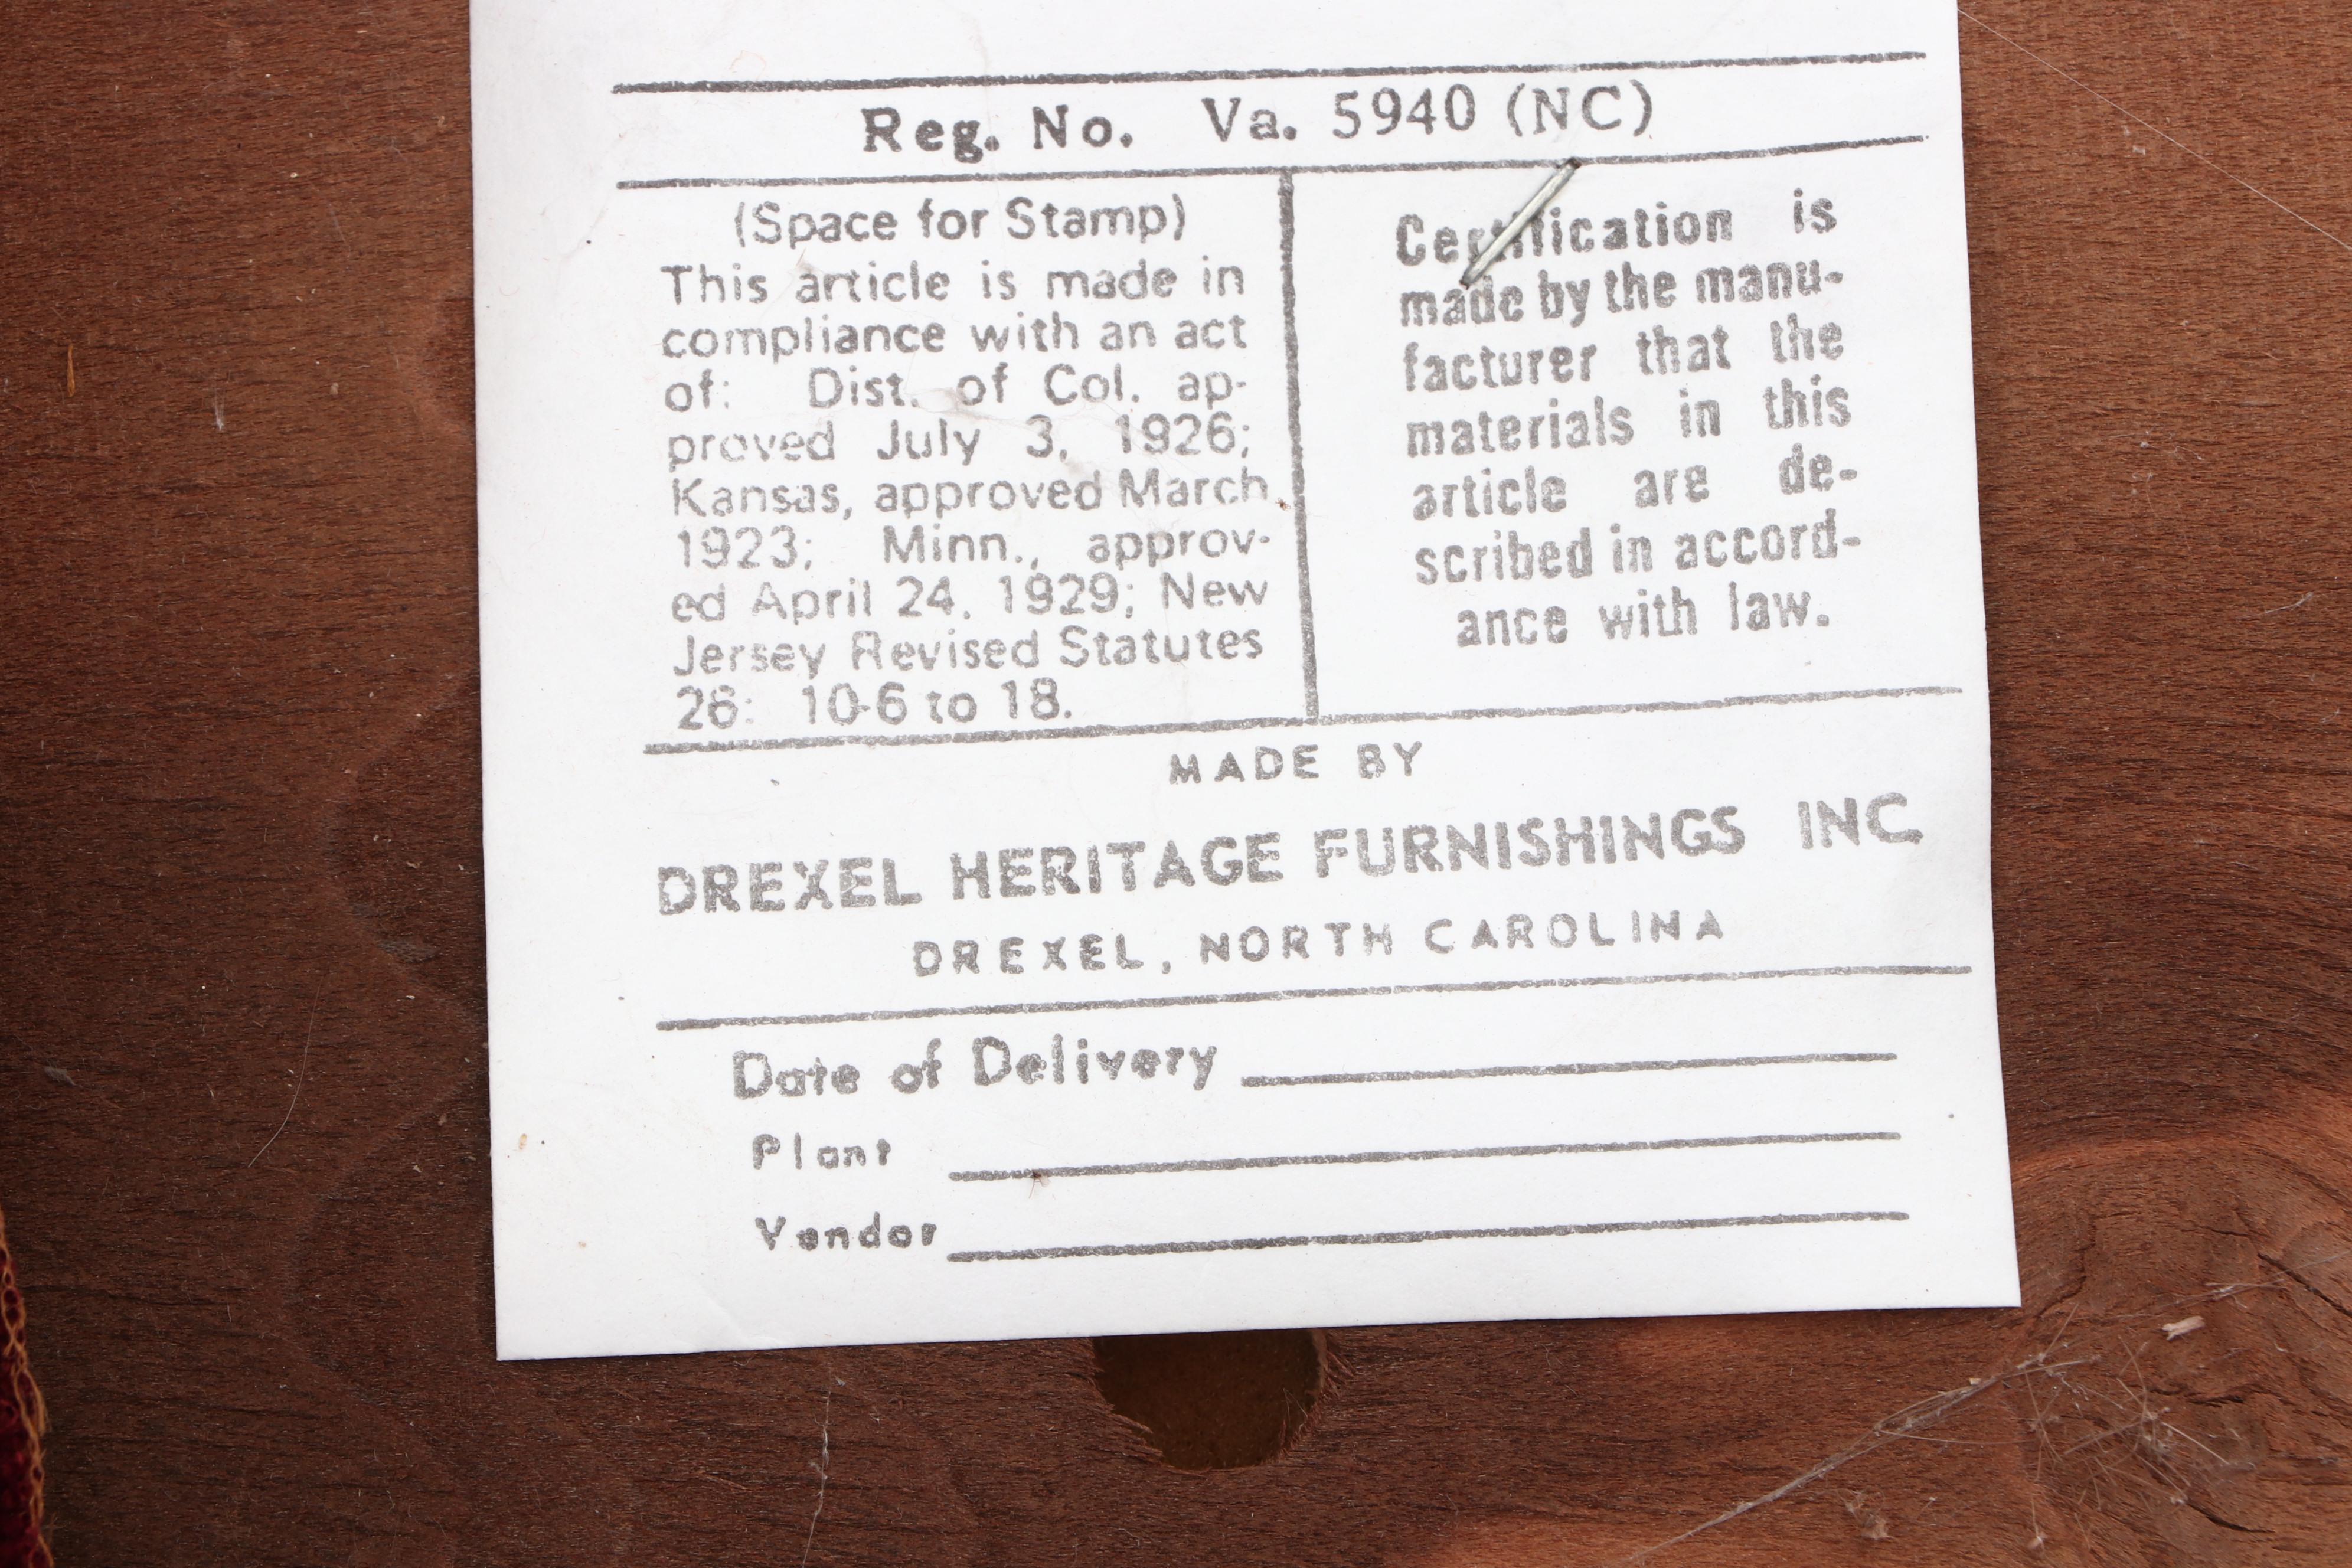 Reg. No. Va. 5940 (NC)
(Space for Stamp)
This article is made in
compliance with an act
of: Dist. of Col. ap-
proved July 3, 1926;
Kansas, approved March
1923; Minn., approv-
ed April 24, 1929; New
Jersey Revised Statutes
26: 10-6 to 18.
Certification is
made by the manu-
facturer that the
materials in this
article are de-
scribed in accord-
ance with law.
MADE BY
DREXEL HERITAGE FURNISHINGS INC.
DREXEL, NORTH CAROLINA
Date of Delivery
Plant
Vendor